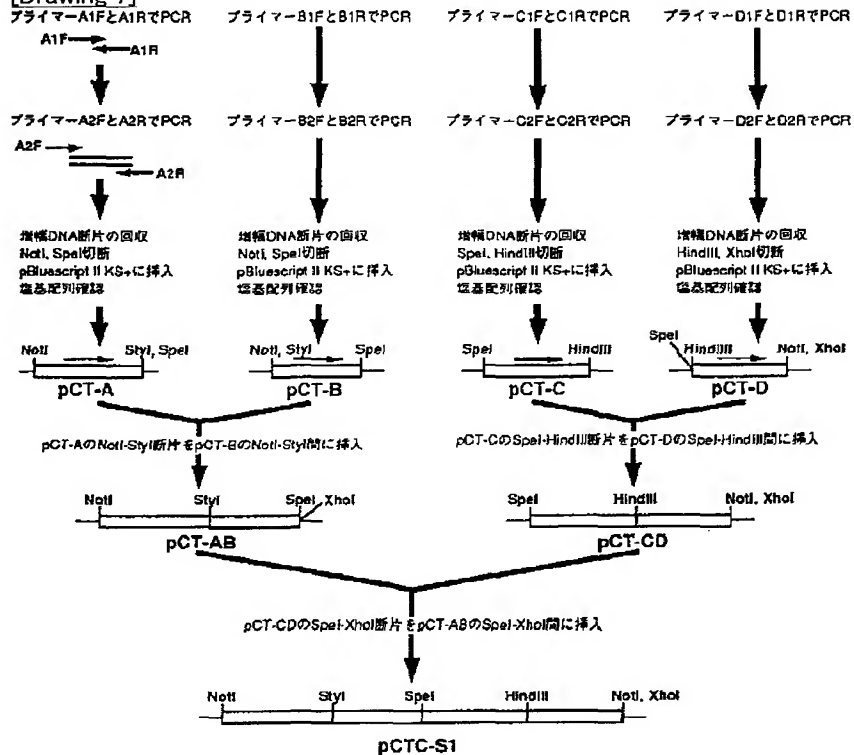 [Drawing 7]
プライマーA1FとA1RでPCR
プライマーB1FとB1RでPCR
プライマーC1FとC1RでPCR
プライマーD1FとD1RでPCR
A1F
A1R
プライマーA2FとA2RでPCR
プライマーB2FとB2RでPCR
プライマーC2FとC2RでPCR
プライマーD2FとD2RでPCR
A2F
A2R
増幅DNA断片の回収
NotI, SpeI切断
pBluescript II KS+に挿入
塩基配列確認
増幅DNA断片の回収
NotI, SpeI切断
pBluescript II KS+に挿入
塩基配列確認
増幅DNA断片の回収
SpeI, HindIII切断
pBluescript II KS+に挿入
塩基配列確認
増幅DNA断片の回収
HindIII, XhoI切断
pBluescript II KS+に挿入
塩基配列確認
NotI
StyI, SpeI
pCT-A
NotI, StyI
SpeI
pCT-B
SpeI
HindIII
pCT-C
SpeI
HindIII
NotI, XhoI
pCT-D
pCT-AのNotI-StyI断片をpCT-BのNotI-StyI間に挿入
pCT-CのSpeI-HindIII断片をpCT-DのSpeI-HindIII間に挿入
NotI
StyI
SpeI
XhoI
pCT-AB
SpeI
HindIII
NotI, XhoI
pCT-CD
pCT-CDのSpeI-XhoI断片をpCT-ABのSpeI-XhoI間に挿入
NotI
StyI
SpeI
HindIII
NotI, XhoI
pCTC-S1